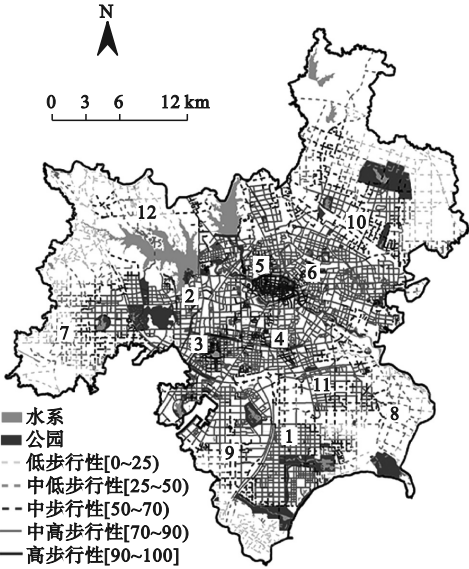 N
0 3 6 12 km
12
10
5
6
2
7
3
4
11
8
1
9
水系
公园
低步行性[0~25)
中低步行性[25~50)
中步行性[50~70)
中高步行性[70~90)
高步行性[90~100]